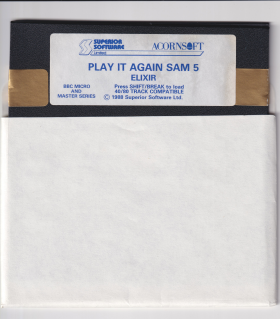 SUPERIOR SOFTWARE Limited
ACORNSOFT
PLAY IT AGAIN SAM 5
ELIXIR
BBC MICRO AND MASTER SERIES
Press SHIFT/BREAK to load
40/80 TRACK COMPATIBLE
© 1988 Superior Software Ltd.